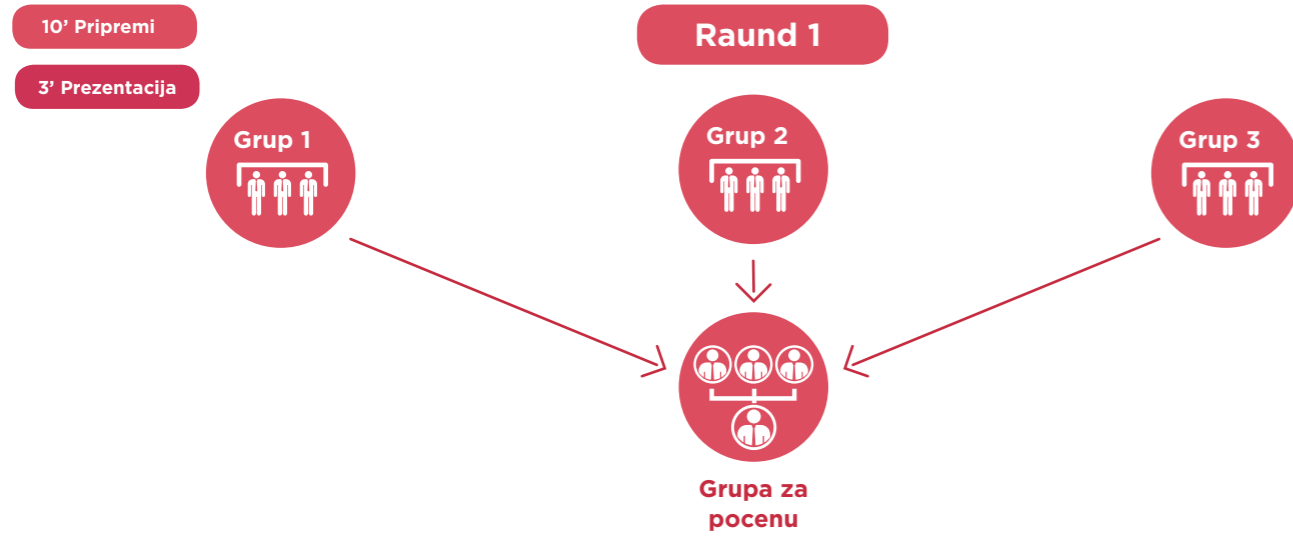 10’ Pripremi
Raund 1
3’ Prezentacija
Grup 1
Grup 2
Grup 3
Grupa za
pocenu